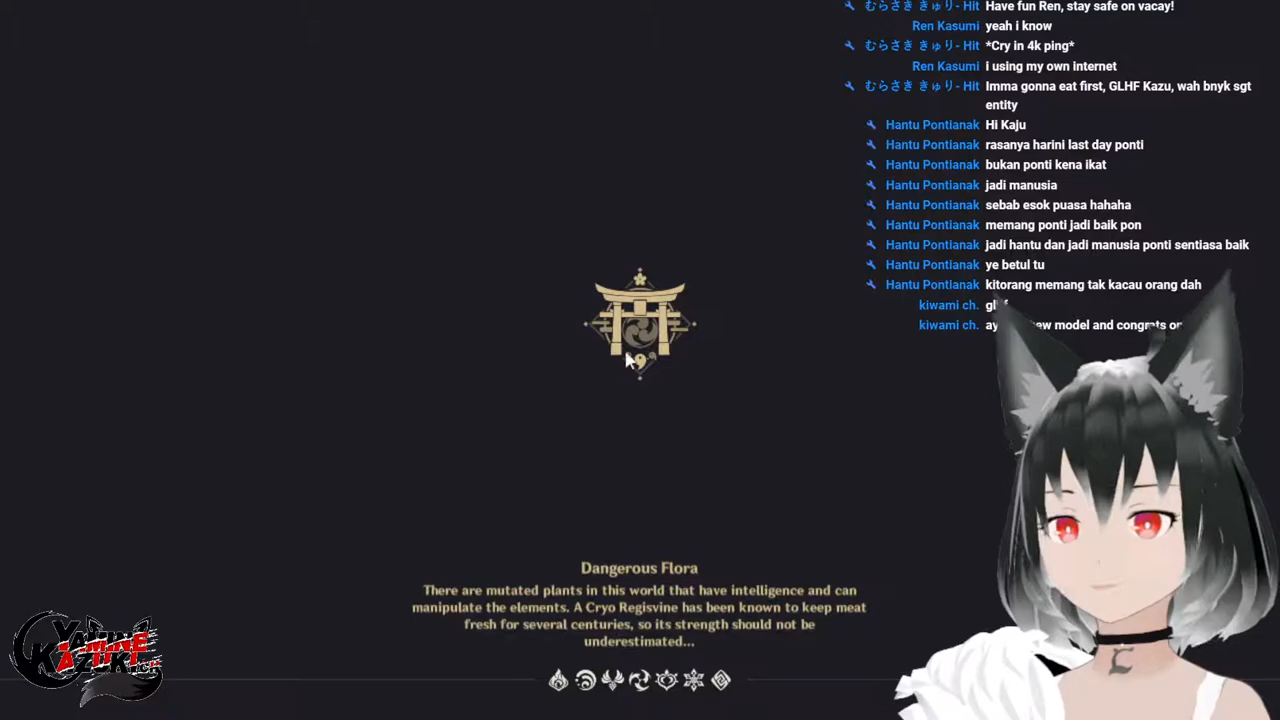 むらさき きゅり- Hit Have fun Ren, stay safe on vacay!
Ren Kasumi yeah i know
むらさき きゅり- Hit *Cry in 4k ping*
Ren Kasumi i using my own internet
むらさき きゅり- Hit Imma gonna eat first, GLHF Kazu, wah bnyk sgt
entity
Hantu Pontianak Hi Kaju
Hantu Pontianak rasanya harini last day ponti
Hantu Pontianak bukan ponti kena ikat
Hantu Pontianak jadi manusia
Hantu Pontianak sebab esok puasa hahaha
Hantu Pontianak memang ponti jadi baik pon
Hantu Pontianak jadi hantu dan jadi manusia ponti sentiasa baik
Hantu Pontianak ye betul tu
Hantu Pontianak kitorang memang tak kacau orang dah
kiwami ch.
kiwami ch. model and congrats
Dangerous Flora
There are mutated plants in this world that have intelligence and can
manipulate the elements. A Cryo Regisvine has been known to keep meat
fresh for several centuries, so its strength should not be
underestimated...
YAMINE
KAZUKI